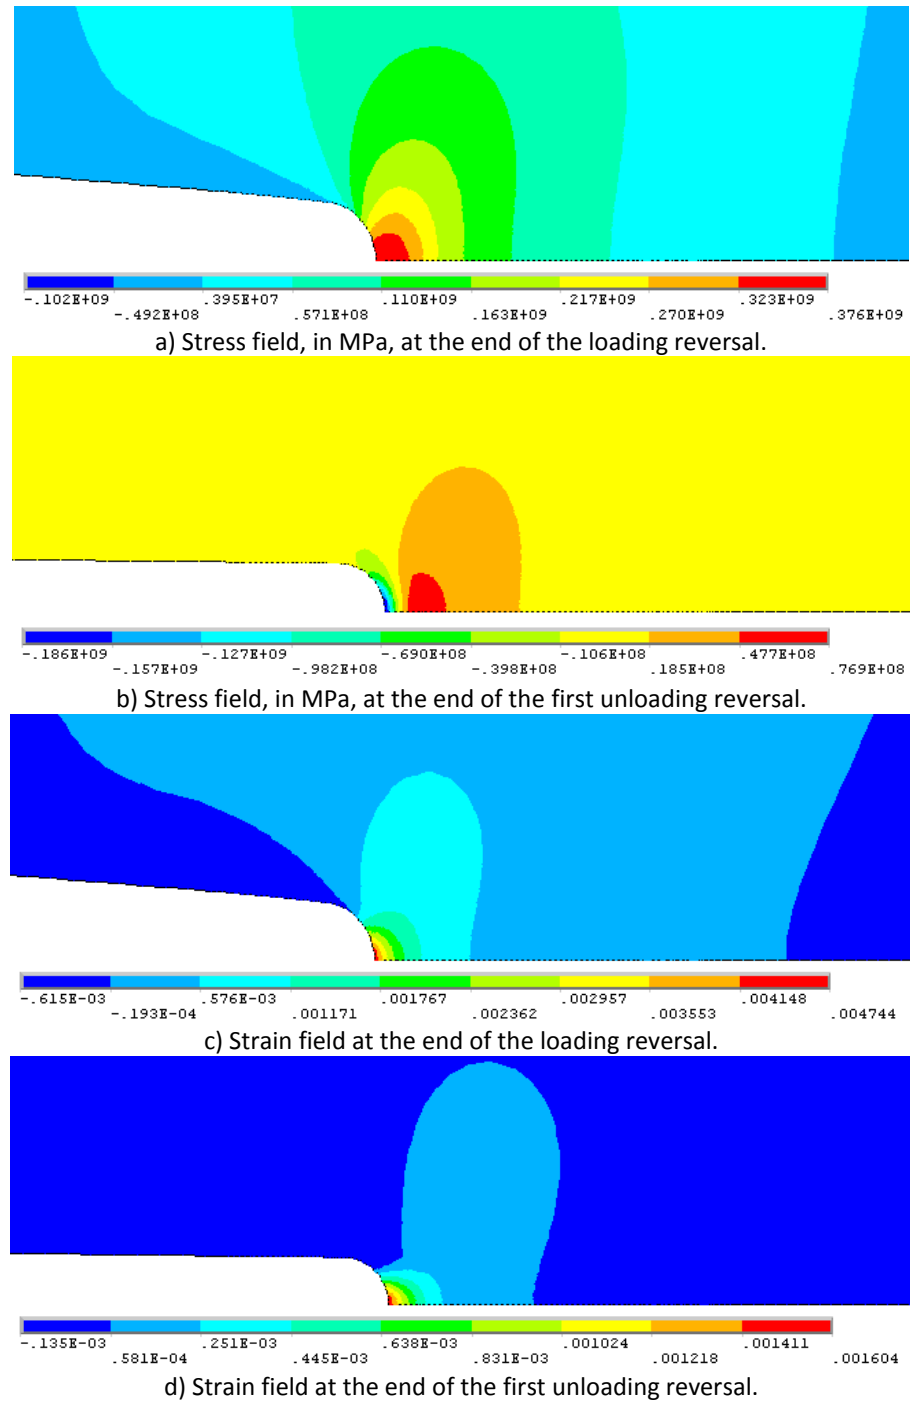 -.102E+09 .395E+07 .110E+09 .217E+09 .323E+09
-.492E+08 .571E+08 .163E+09 .270E+09 .376E+09
a) Stress field, in MPa, at the end of the loading reversal.
-.186E+09 -.127E+09 -.690E+08 -.106E+08 .477E+08
-.157E+09 -.982E+08 -.398E+08 .185E+08 .769E+08
b) Stress field, in MPa, at the end of the first unloading reversal.
-.615E-03 .576E-03 .001767 .002957 .004148
-.193E-04 .001171 .002362 .003553 .004744
c) Strain field at the end of the loading reversal.
-.135E-03 .251E-03 .638E-03 .001024 .001411
.581E-04 .445E-03 .831E-03 .001218 .001604
d) Strain field at the end of the first unloading reversal.